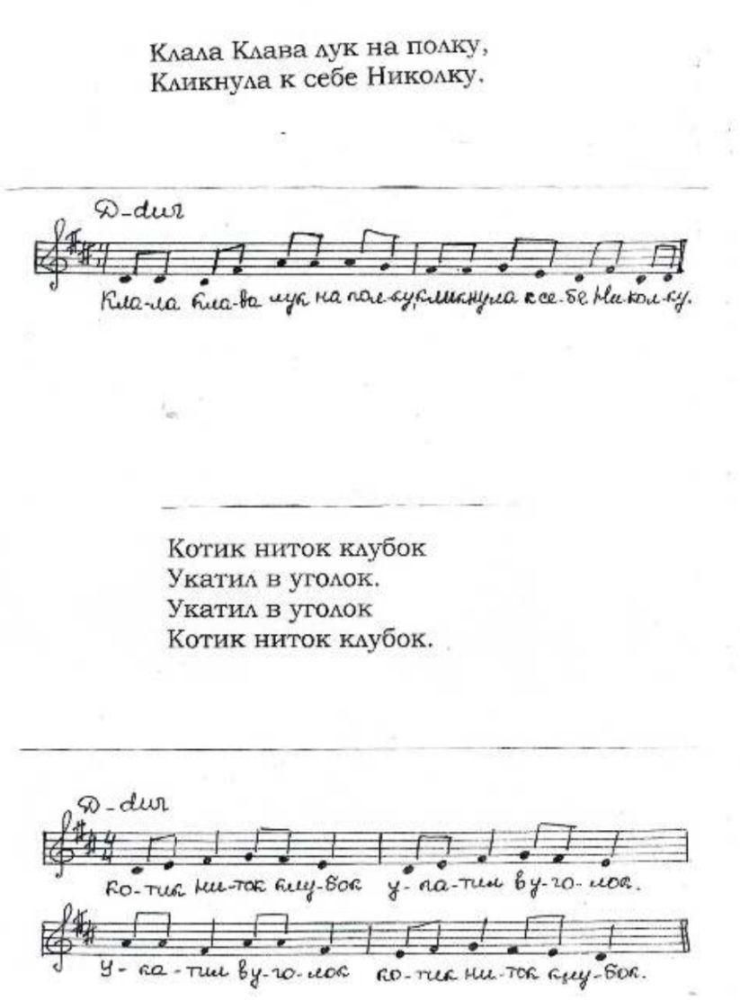 Клала Клава лук на полку,
Кликнула к себе Николку.
D-dur
Кла-ла Кла-ва лук на пол-ку, кликнула к се-бе Ни-кол-ку.
Котик ниток клубок
Укатил в уголок.
Укатил в уголок
Котик ниток клубок.
D-dur
4
4
ко-тик ни-ток клу-бок у-ка-тил в у-го-лок.
У-ка-тил в у-го-лок ко-тик ни-ток клу-бок.